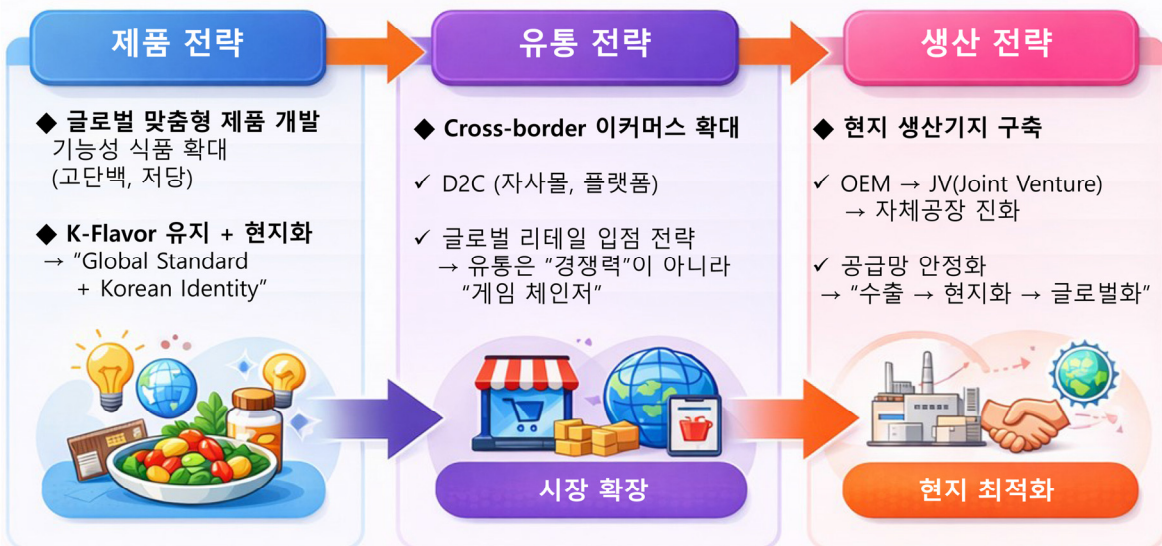 제품 전략
◆ 글로벌 맞춤형 제품 개발
기능성 식품 확대
(고단백, 저당)
◆ K-Flavor 유지 + 현지화
→ “Global Standard
+ Korean Identity”
유통 전략
◆ Cross-border 이커머스 확대
✓ D2C (자사몰, 플랫폼)
✓ 글로벌 리테일 입점 전략
→ 유통은 “경쟁력”이 아니라
“게임 체인저”
시장 확장
생산 전략
◆ 현지 생산기지 구축
✓ OEM → JV(Joint Venture)
→ 자체공장 진화
✓ 공급망 안정화
→ “수출 → 현지화 → 글로벌화”
현지 최적화